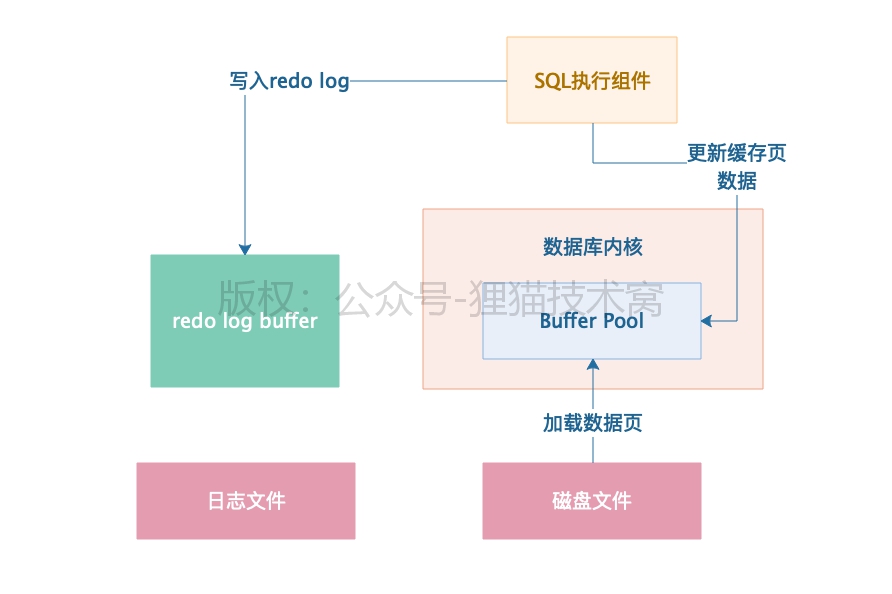 SQL执行组件
写入redo log
更新缓存页
数据
数据库内核
版权：公众号-狸猫技术窝
redo log buffer
Buffer Pool
加载数据页
日志文件
磁盘文件